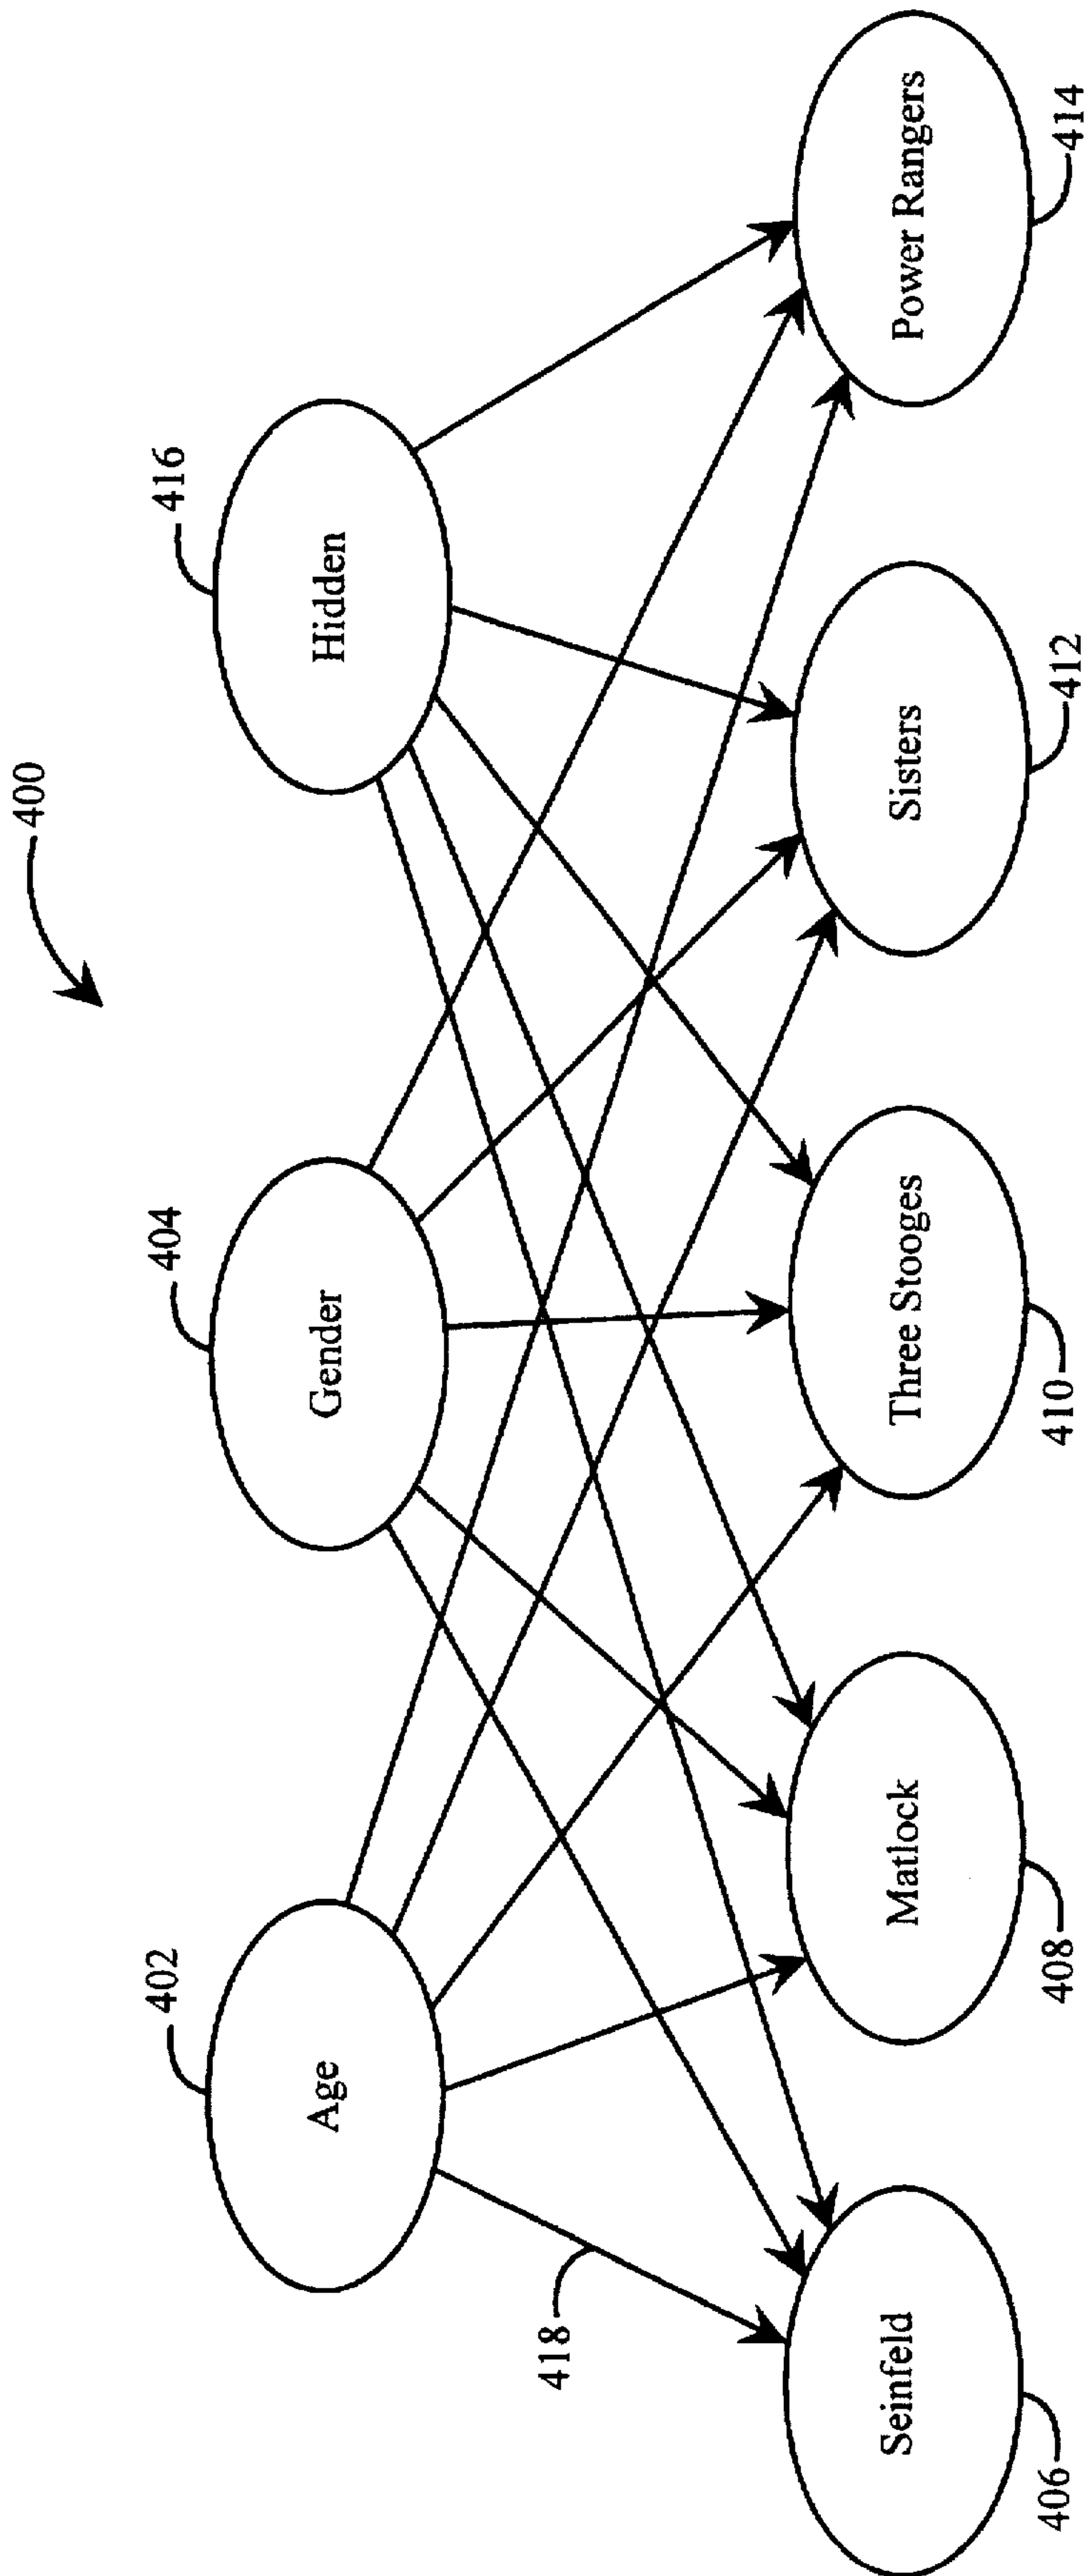 400
402
404
416
Age
Gender
Hidden
418
Seinfeld
Matlock
Three Stooges
Sisters
Power Rangers
406
408
410
412
414